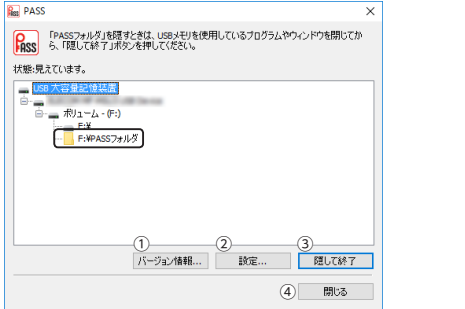 PASS
PASS
「PASSフォルダ」を隠すときは、USBメモリを使用しているプログラムやウィンドウを閉じてか
ら、「隠して終了」ボタンを押してください。
状態:見えています。
USB 大容量記憶装置
ボリューム - (F:)
F:¥
F:¥PASSフォルダ
① ② ③
バージョン情報... 設定... 隠して終了
④ 閉じる